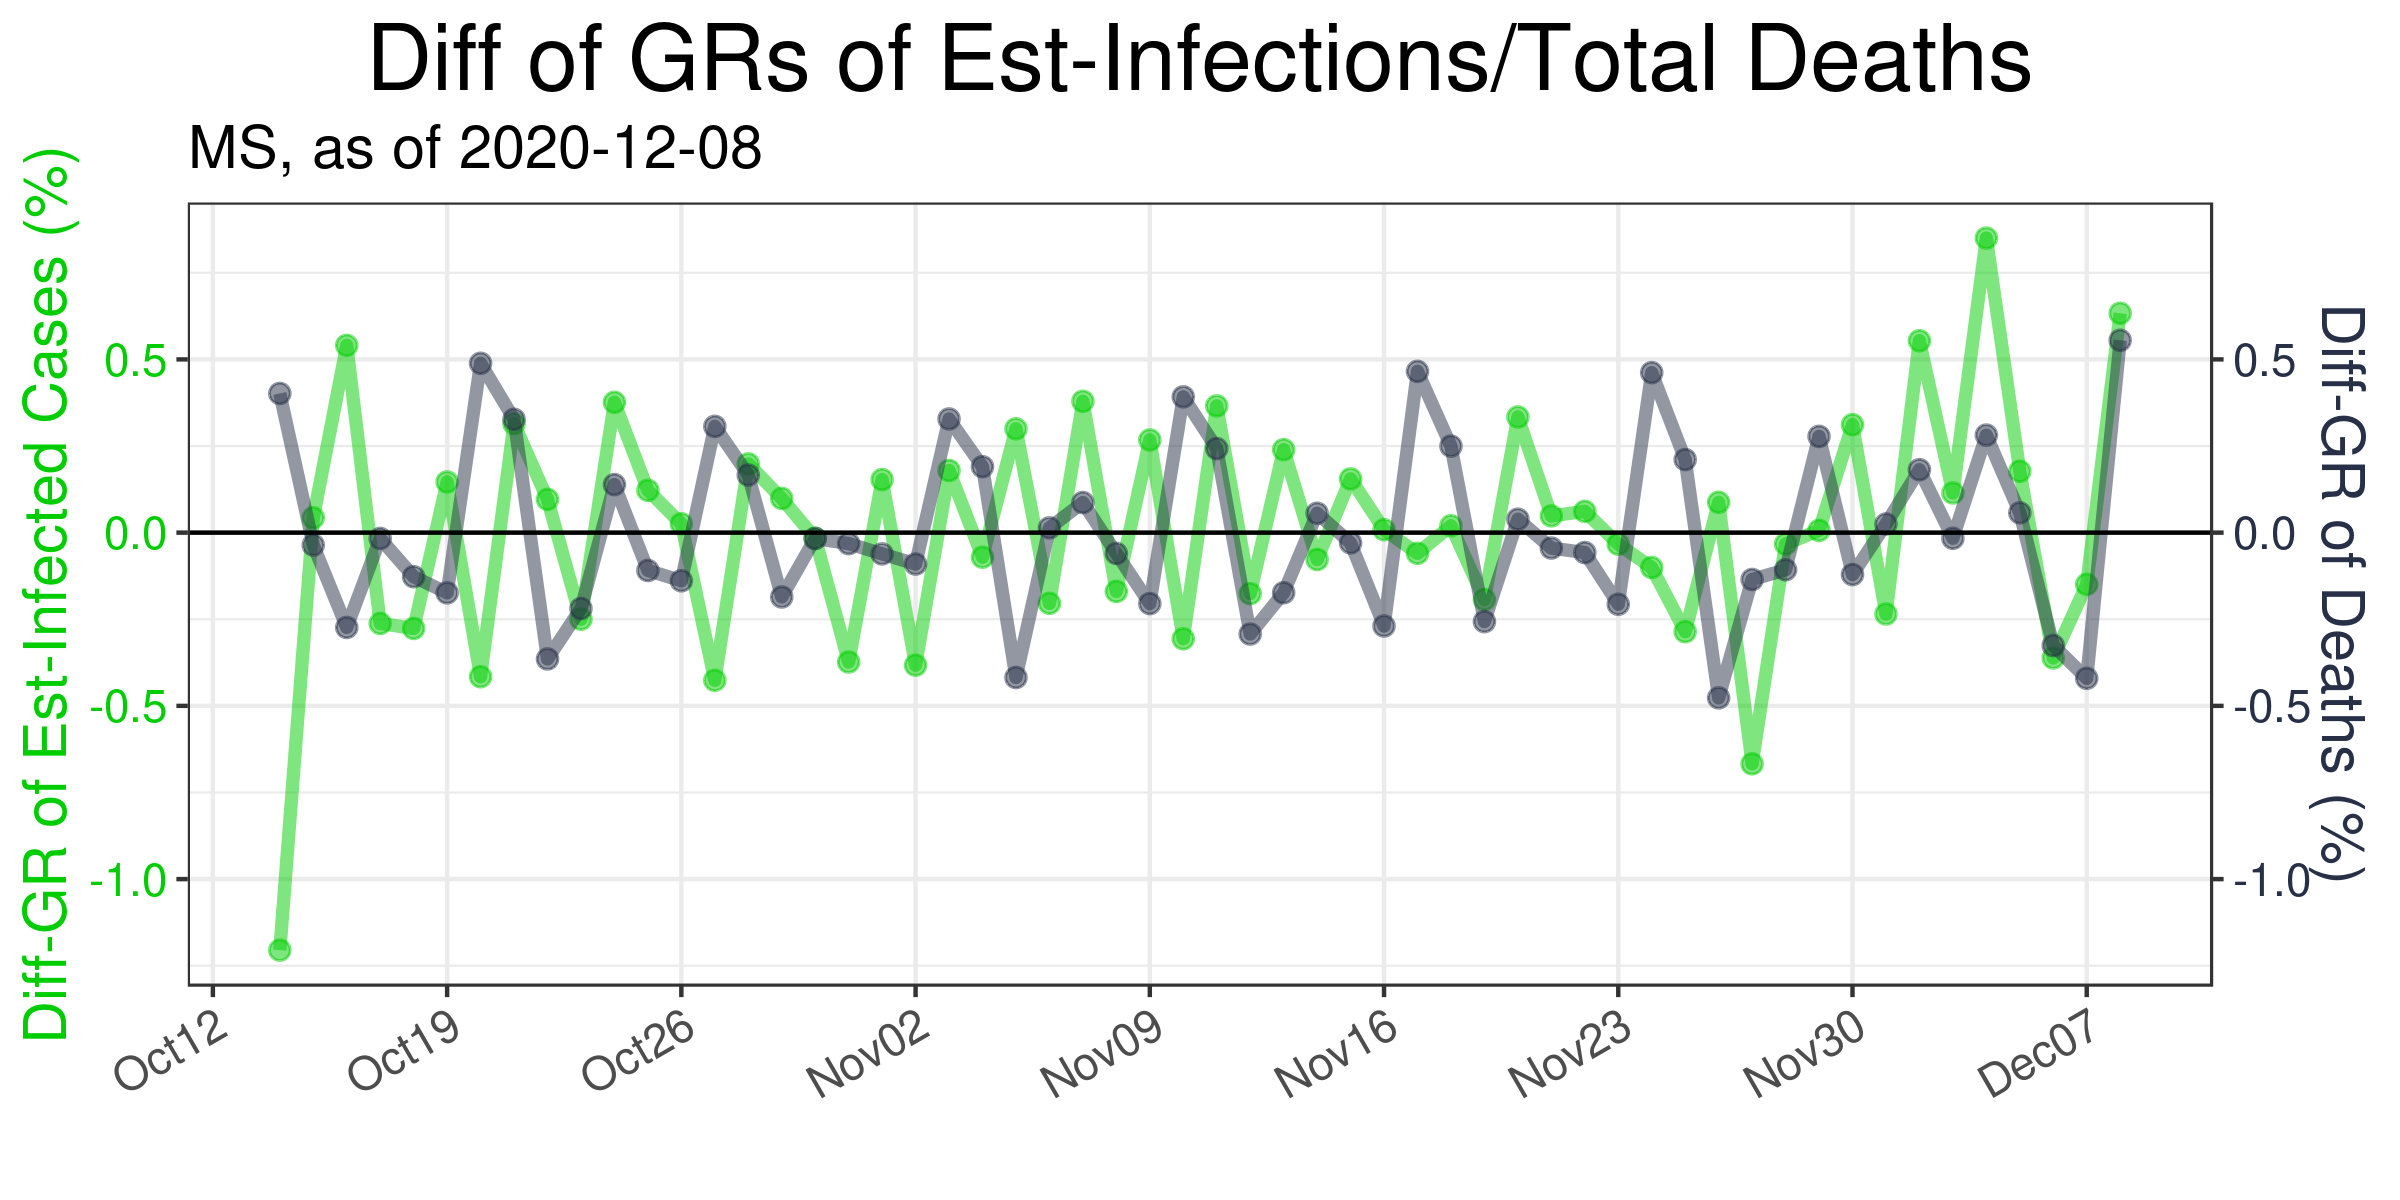 Diff of GRs of Est-Infections/Total Deaths
MS, as of 2020-12-08
Diff-GR of Est-Infected Cases (%)
0.5
0.0
-0.5
-1.0
0.5
0.0
-0.5
-1.0
Diff-GR of Deaths (%)
Oct12
Oct19
Oct26
Nov02
Nov09
Nov16
Nov23
Nov30
Dec07